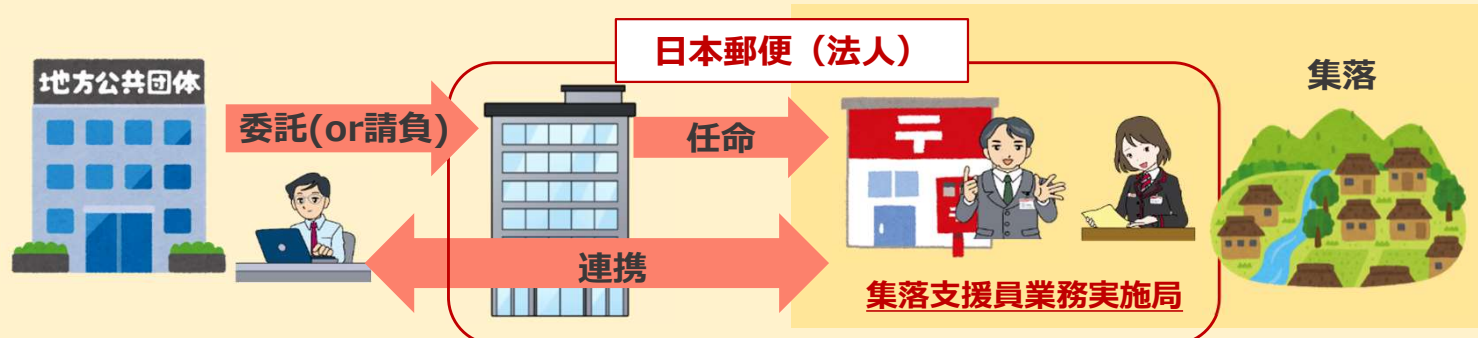 日本郵便（法人）
地方公共団体
委託(or請負)
任命
集落
連携
集落支援員業務実施局